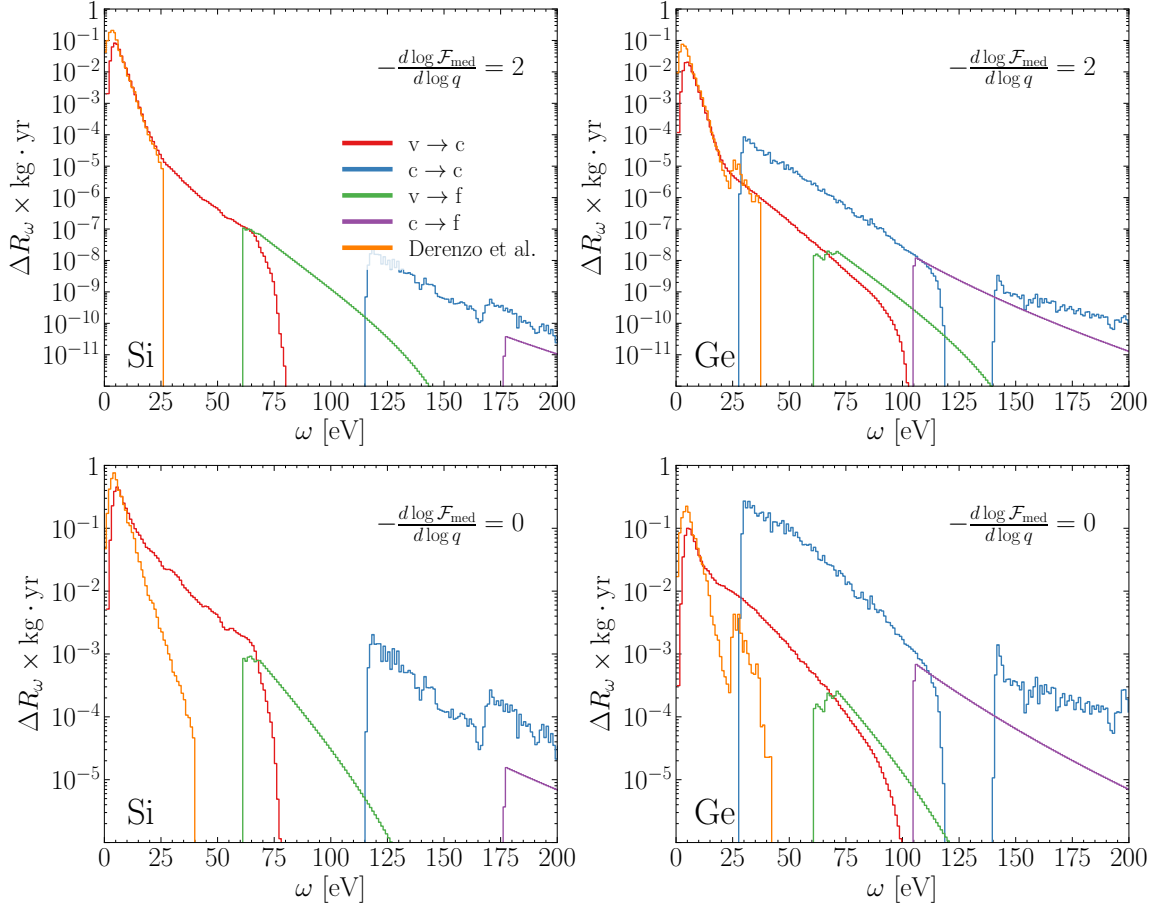 10⁻¹
10⁻²
10⁻³
10⁻⁴
10⁻⁵
10⁻⁶
10⁻⁷
10⁻⁸
10⁻⁹
10⁻¹⁰
10⁻¹¹
ΔR_ω × kg · yr
−d log F_med / d log q = 2
v → c
c → c
v → f
c → f
Derenzo et al.
Si
0 25 50 75 100 125 150 175 200
ω [eV]
1
10⁻¹
10⁻²
10⁻³
10⁻⁴
10⁻⁵
10⁻⁶
10⁻⁷
10⁻⁸
10⁻⁹
10⁻¹⁰
10⁻¹¹
ΔR_ω × kg · yr
−d log F_med / d log q = 2
Ge
0 25 50 75 100 125 150 175 200
ω [eV]
1
10⁻¹
10⁻²
10⁻³
10⁻⁴
10⁻⁵
ΔR_ω × kg · yr
−d log F_med / d log q = 0
Si
0 25 50 75 100 125 150 175 200
ω [eV]
1
10⁻¹
10⁻²
10⁻³
10⁻⁴
10⁻⁵
ΔR_ω × kg · yr
−d log F_med / d log q = 0
Ge
0 25 50 75 100 125 150 175 200
ω [eV]